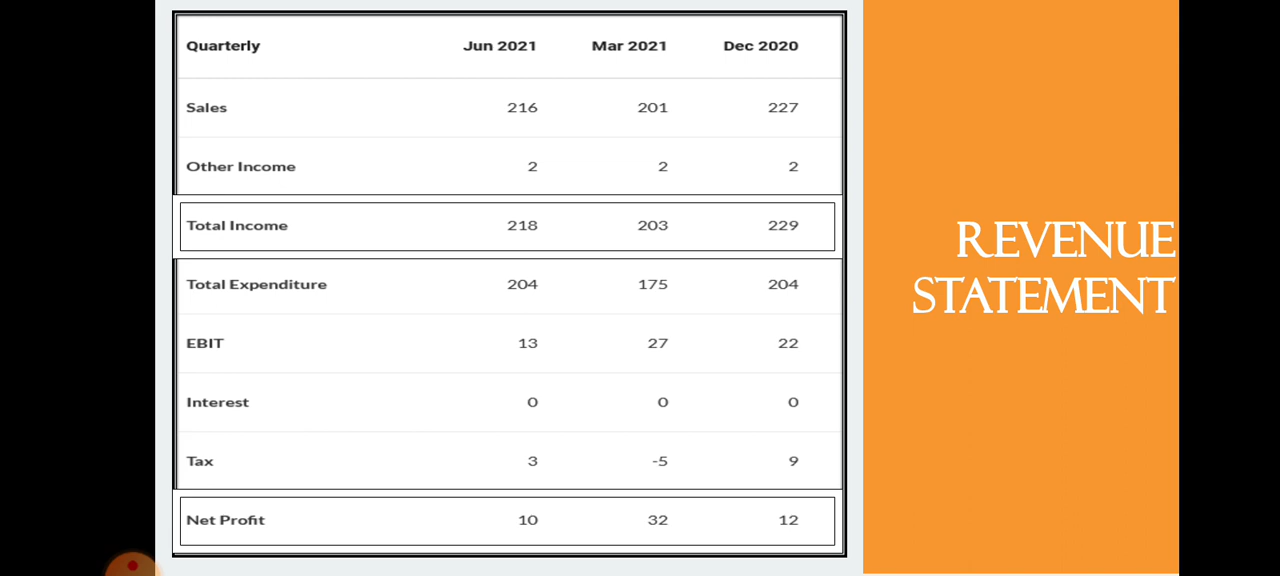 Quarterly Jun 2021 Mar 2021 Dec 2020
Sales 216 201 227
Other Income 2 2 2
Total Income 218 203 229
Total Expenditure 204 175 204
EBIT 13 27 22
Interest 0 0 0
Tax 3 -5 9
Net Profit 10 32 12
REVENUE
STATEMENT